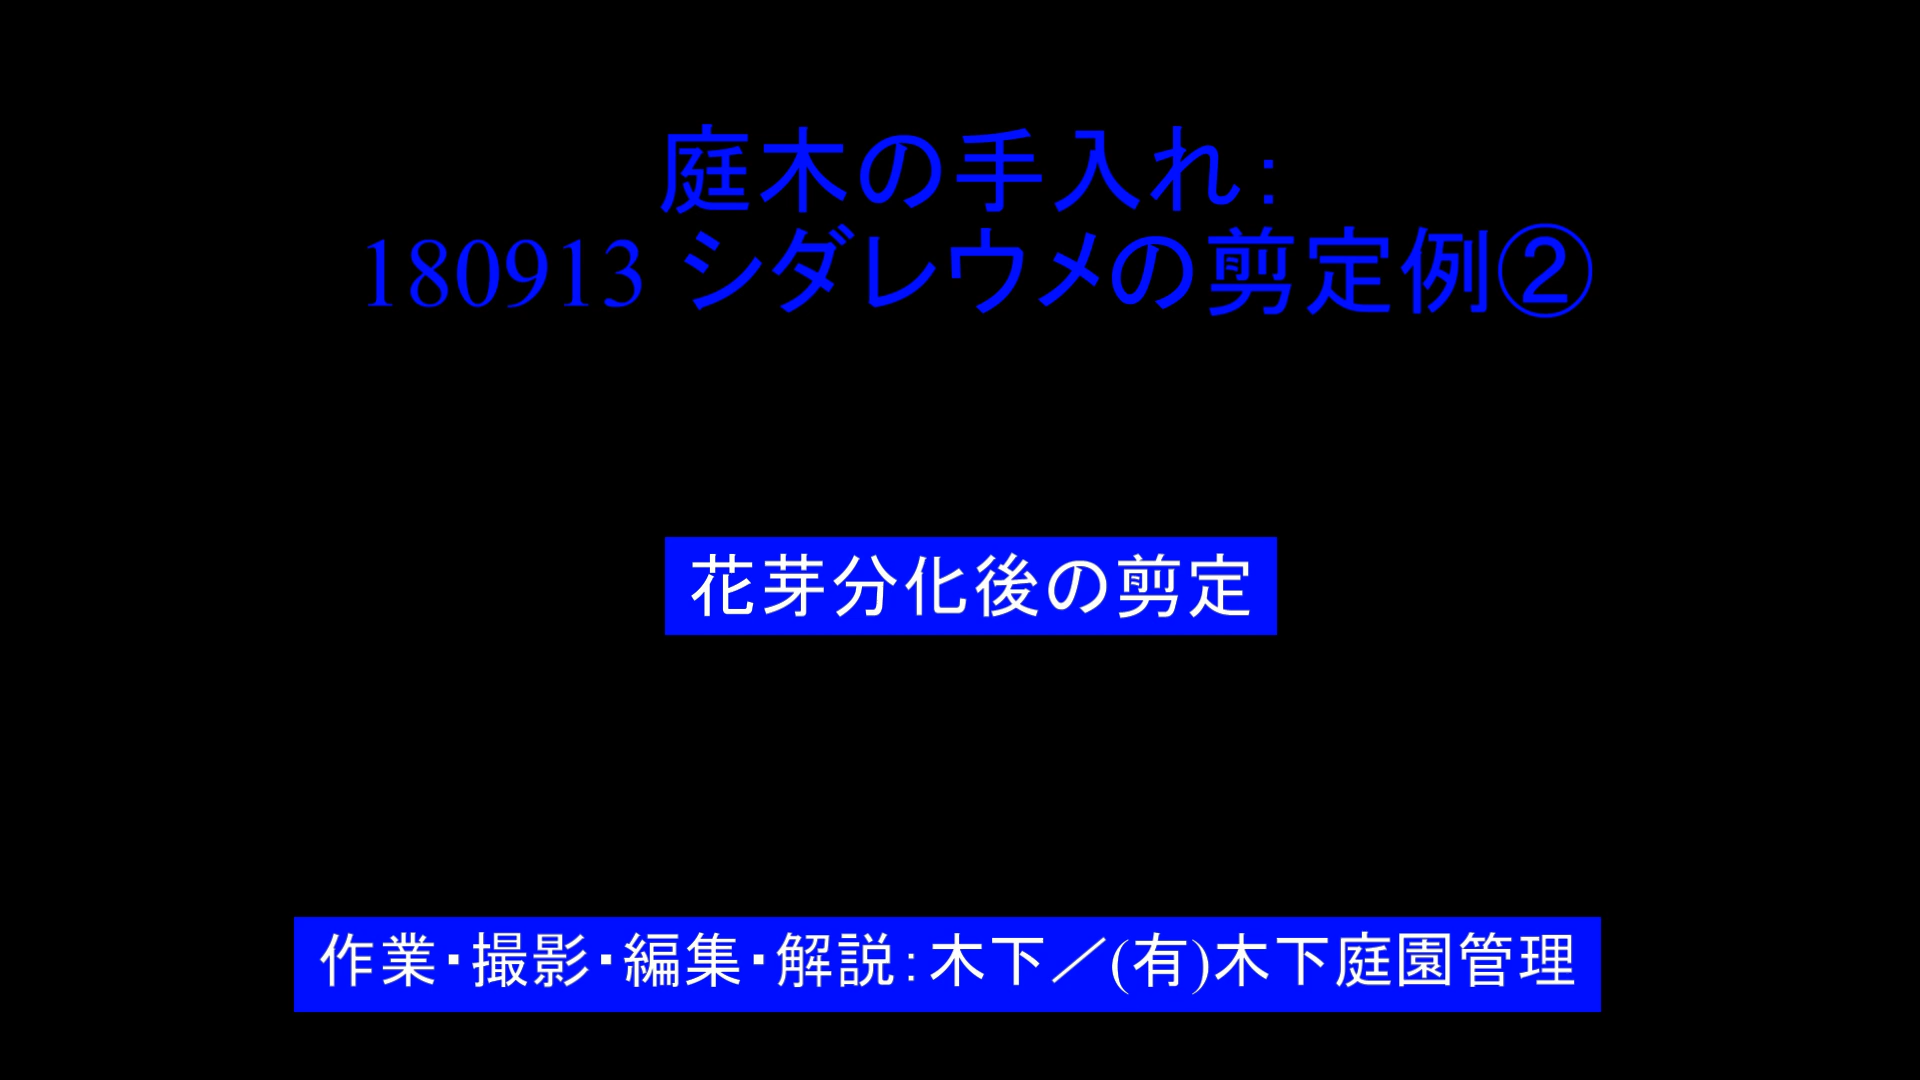 庭木の手入れ：
180913 シダレウメの剪定例②
花芽分化後の剪定
作業・撮影・編集・解説：木下／(有)木下庭園管理